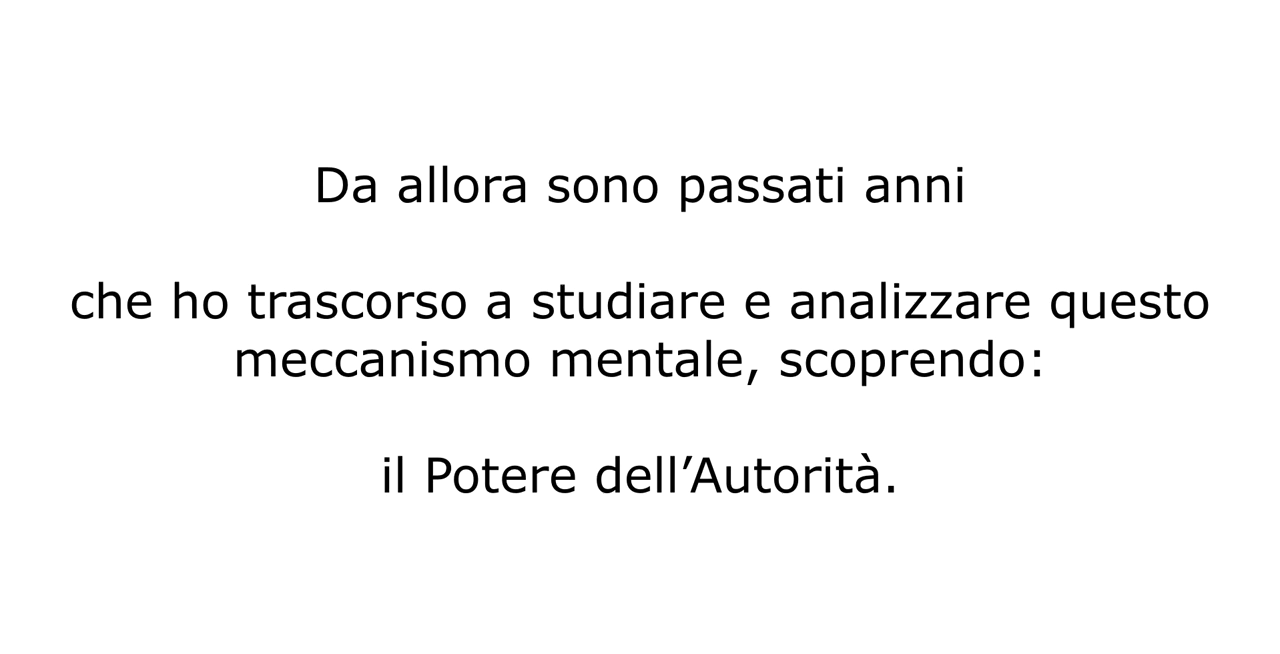 Da allora sono passati anni
che ho trascorso a studiare e analizzare questo
meccanismo mentale, scoprendo:
il Potere dell’Autorità.